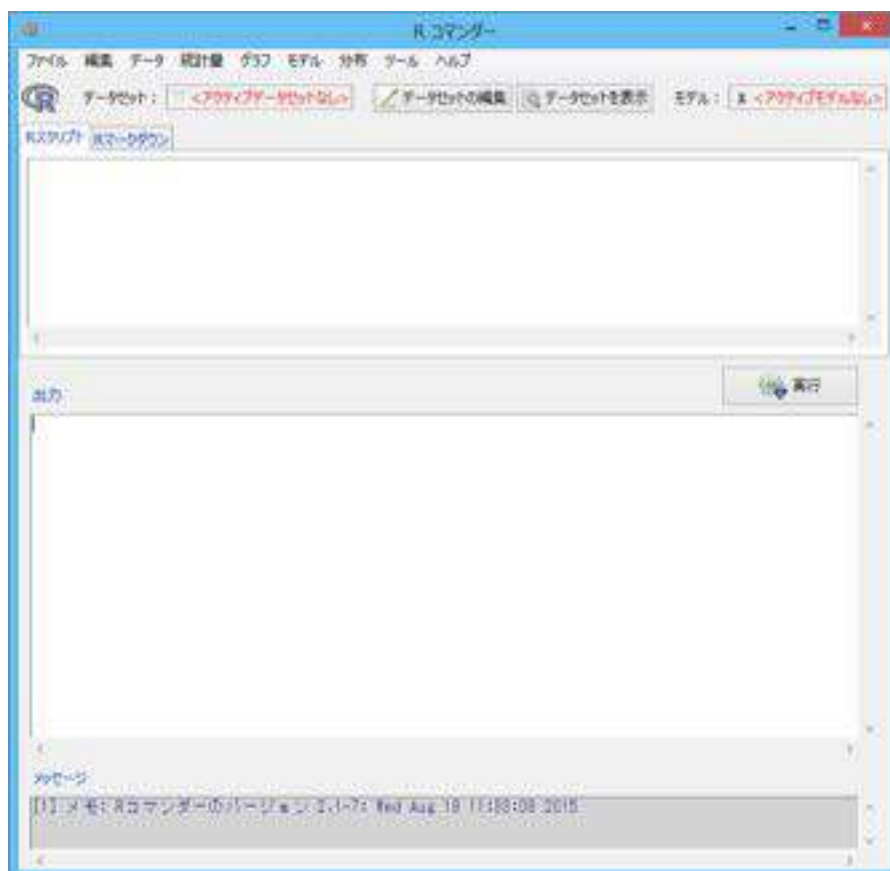 R コマンダー
ファイル 編集 データ 統計量 グラフ モデル 分布 ツール ヘルプ
データセット: <アクティブデータセットなし> データセットの編集 データセットを表示 モデル: Σ <アクティブモデルなし>
Rスクリプト Rマークダウン
出力
実行
メッセージ
[1] メモ: Rコマンダーのバージョン 2.1-7: Wed Aug 2015